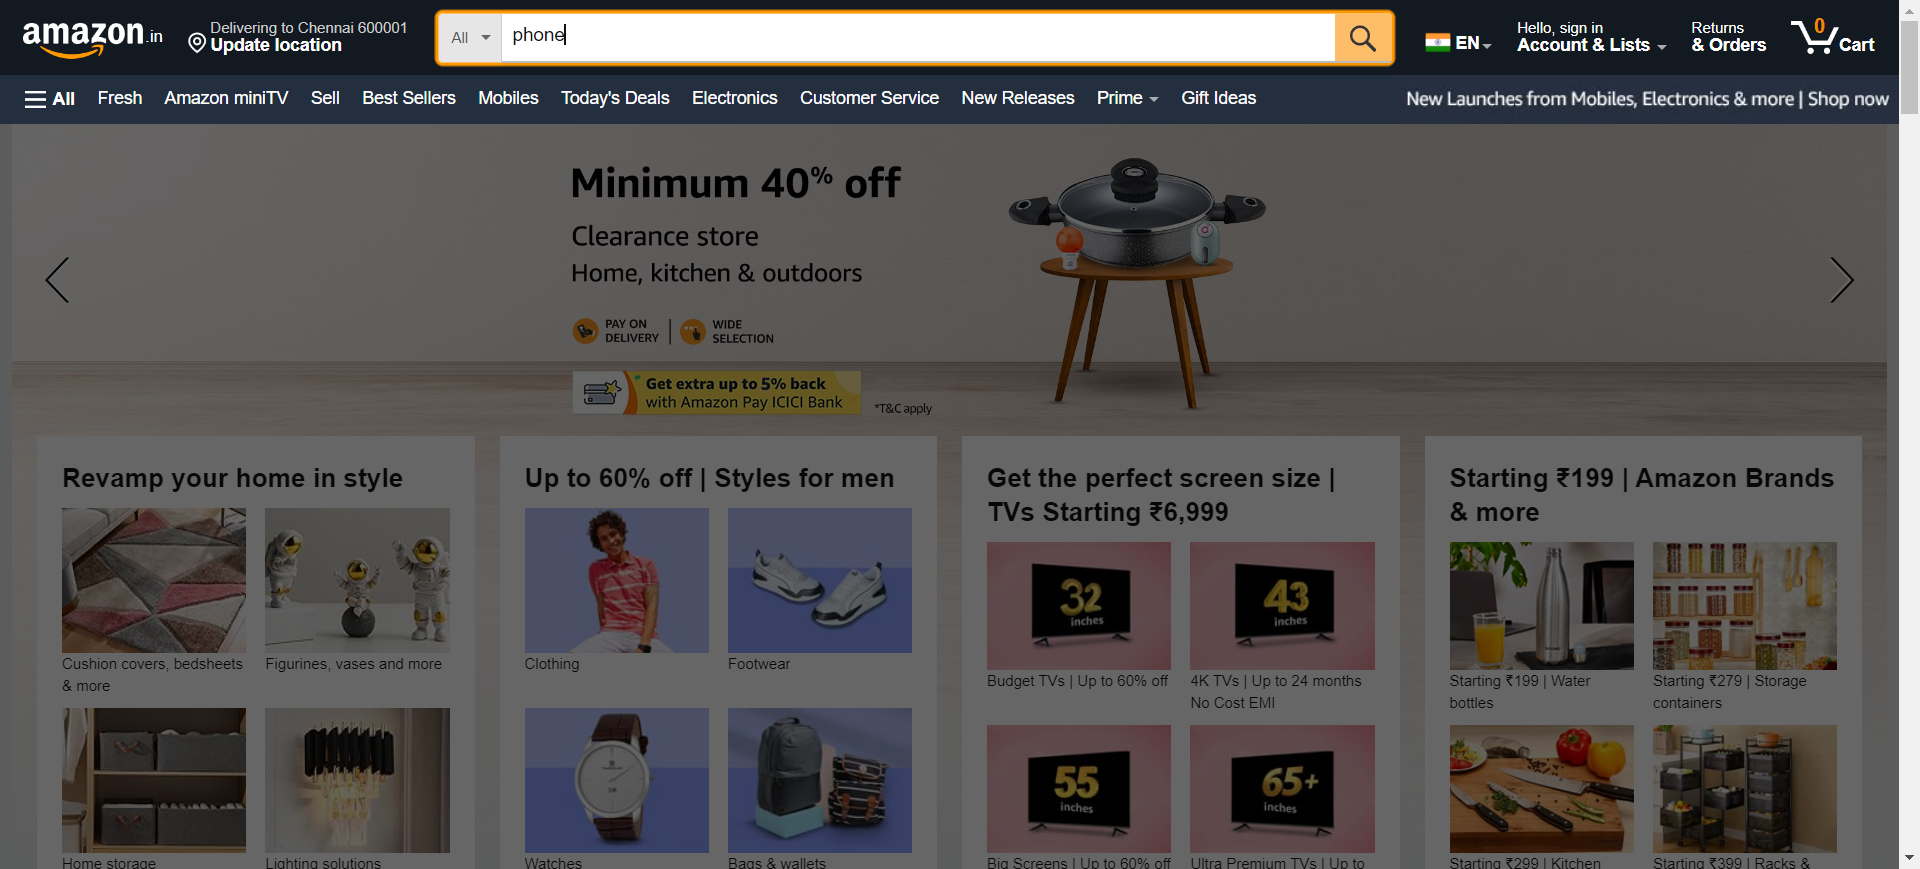 amazon.in
Delivering to Chennai 600001
Update location
All
phone
EN
Hello, sign in
Account & Lists
Returns
& Orders
0
Cart
All
Fresh
Amazon miniTV
Sell
Best Sellers
Mobiles
Today's Deals
Electronics
Customer Service
New Releases
Prime
Gift Ideas
New Launches from Mobiles, Electronics & more | Shop now
Minimum 40% off
Clearance store
Home, kitchen & outdoors
PAY ON
DELIVERY
WIDE
SELECTION
Get extra up to 5% back
with Amazon Pay ICICI Bank
*T&C apply
Revamp your home in style
Cushion covers, bedsheets
& more
Figurines, vases and more
Home storage
Lighting solutions
Up to 60% off | Styles for men
Clothing
Footwear
Watches
Bags & wallets
Get the perfect screen size |
TVs Starting ₹6,999
32
inches
43
inches
Budget TVs | Up to 60% off
4K TVs | Up to 24 months
No Cost EMI
55
inches
65+
inches
Big Screens | Up to 60% off
Ultra Premium TVs | Up to
Starting ₹199 | Amazon Brands
& more
Starting ₹199 | Water
bottles
Starting ₹279 | Storage
containers
Starting ₹299 | Kitchen
Starting ₹399 | Racks &